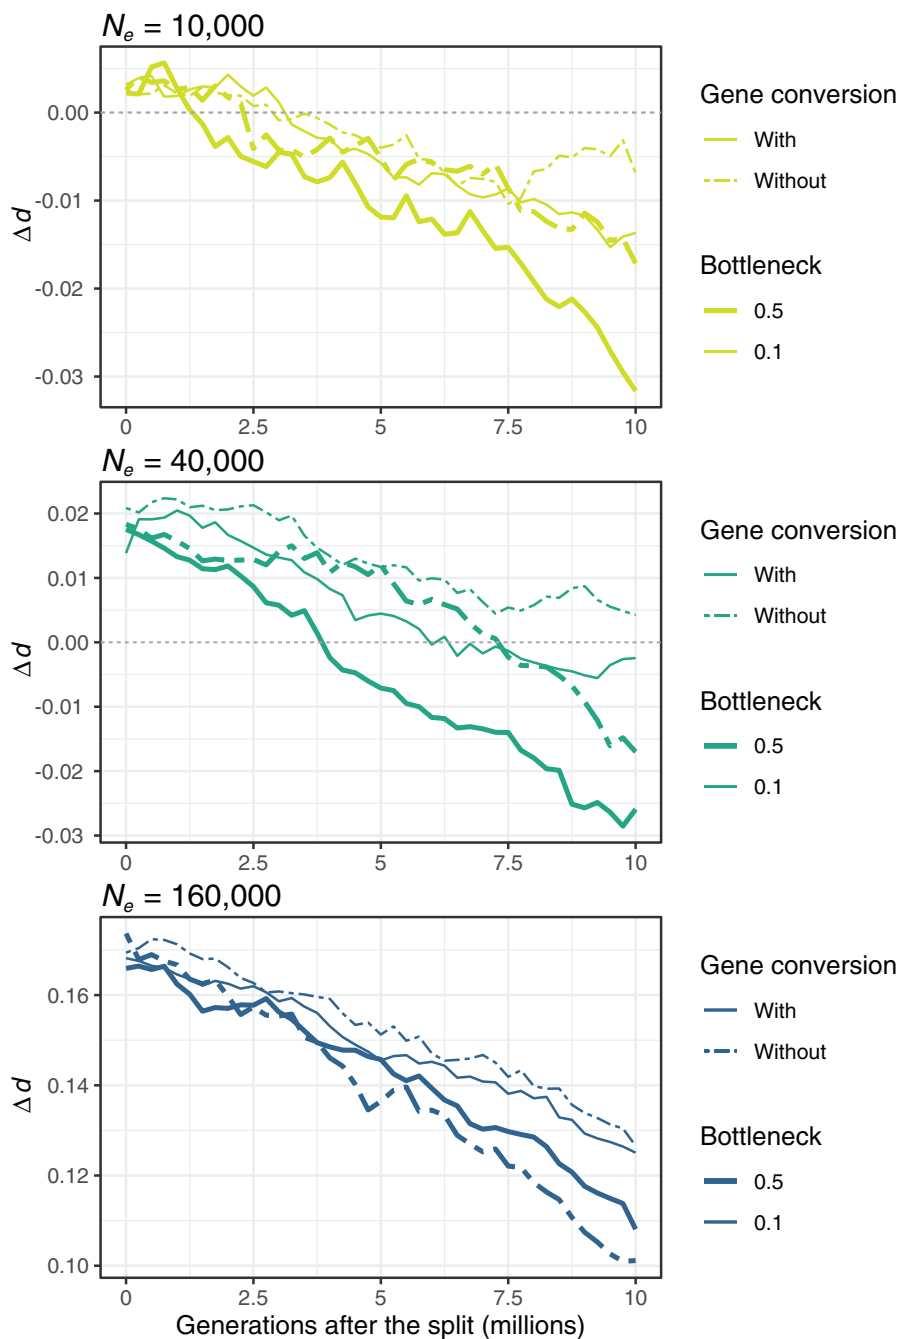 Nₑ = 10,000
0.00
-0.01
-0.02
-0.03
Δd
0
2.5
5
7.5
10
Gene conversion
With
Without
Bottleneck
0.5
0.1
Nₑ = 40,000
0.02
0.01
0.00
-0.01
-0.02
-0.03
Δd
0
2.5
5
7.5
10
Gene conversion
With
Without
Bottleneck
0.5
0.1
Nₑ = 160,000
0.16
0.14
0.12
0.10
Δd
0
2.5
5
7.5
10
Generations after the split (millions)
Gene conversion
With
Without
Bottleneck
0.5
0.1